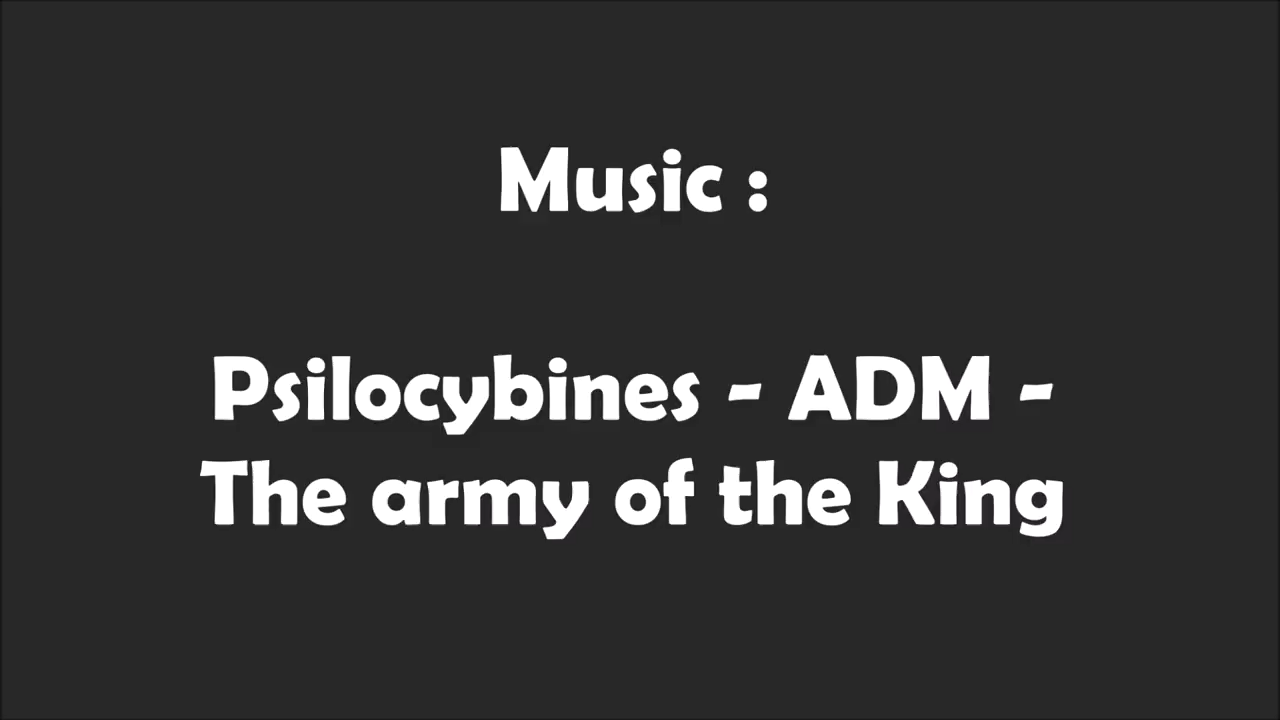 Music :
Psilocybines - ADM -
The army of the King